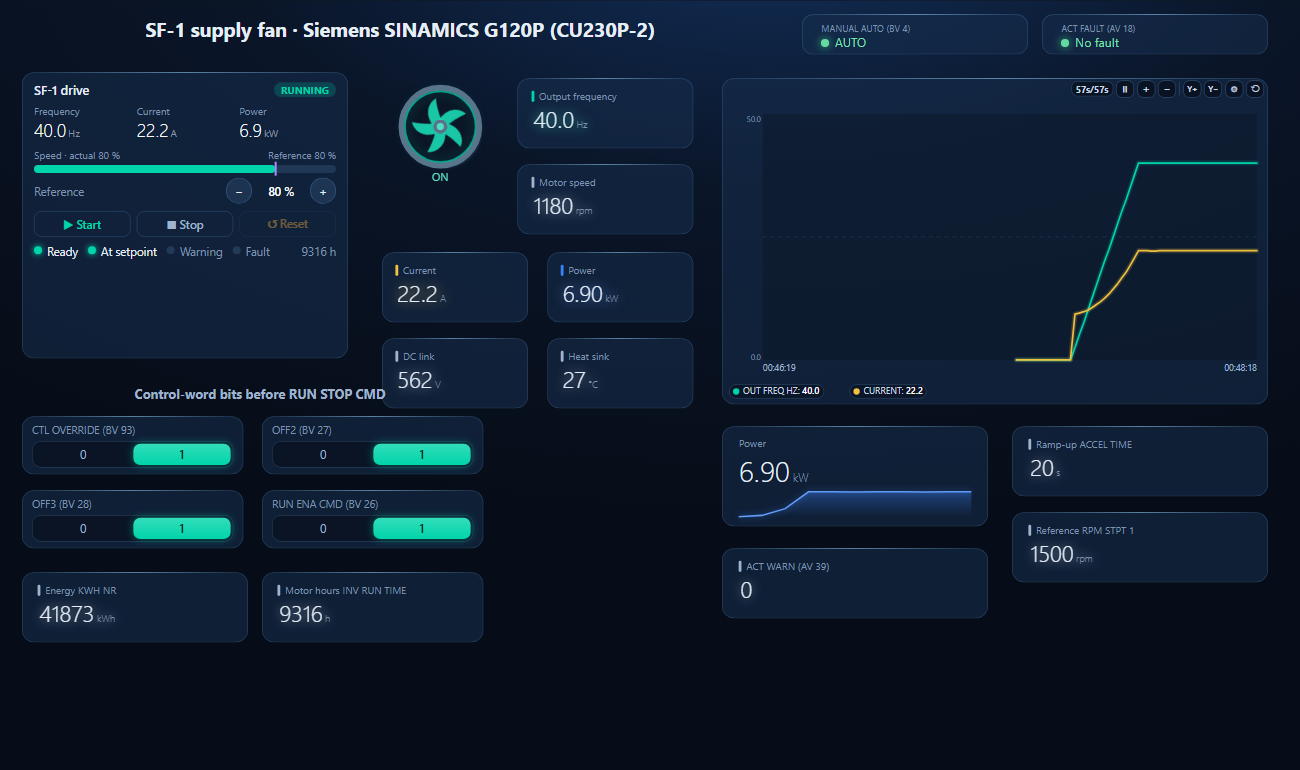 SF-1 supply fan · Siemens SINAMICS G120P (CU230P-2)
MANUAL AUTO (BV 4)
AUTO
ACT FAULT (AV 18)
No fault
SF-1 drive
RUNNING
Frequency
Current
Power
40.0 Hz
22.2 A
6.9 kW
Speed · actual 80 %
Reference 80 %
Reference
−
80 %
+
▶ Start
■ Stop
↺ Reset
Ready
At setpoint
Warning
Fault
9316 h
ON
Output frequency
40.0 Hz
Motor speed
1180 rpm
Current
22.2 A
Power
6.90 kW
DC link
562 V
Heat sink
27 °C
57s/57s
+
−
Y+
Y−
50.0
0.0
00:46:19
00:48:18
OUT FREQ HZ: 40.0
CURRENT: 22.2
Control-word bits before RUN STOP CMD
CTL OVERRIDE (BV 93)
0
1
OFF2 (BV 27)
0
1
OFF3 (BV 28)
0
1
RUN ENA CMD (BV 26)
0
1
Energy KWH NR
41873 kWh
Motor hours INV RUN TIME
9316 h
Power
6.90 kW
Ramp-up ACCEL TIME
20 s
Reference RPM STPT 1
1500 rpm
ACT WARN (AV 39)
0